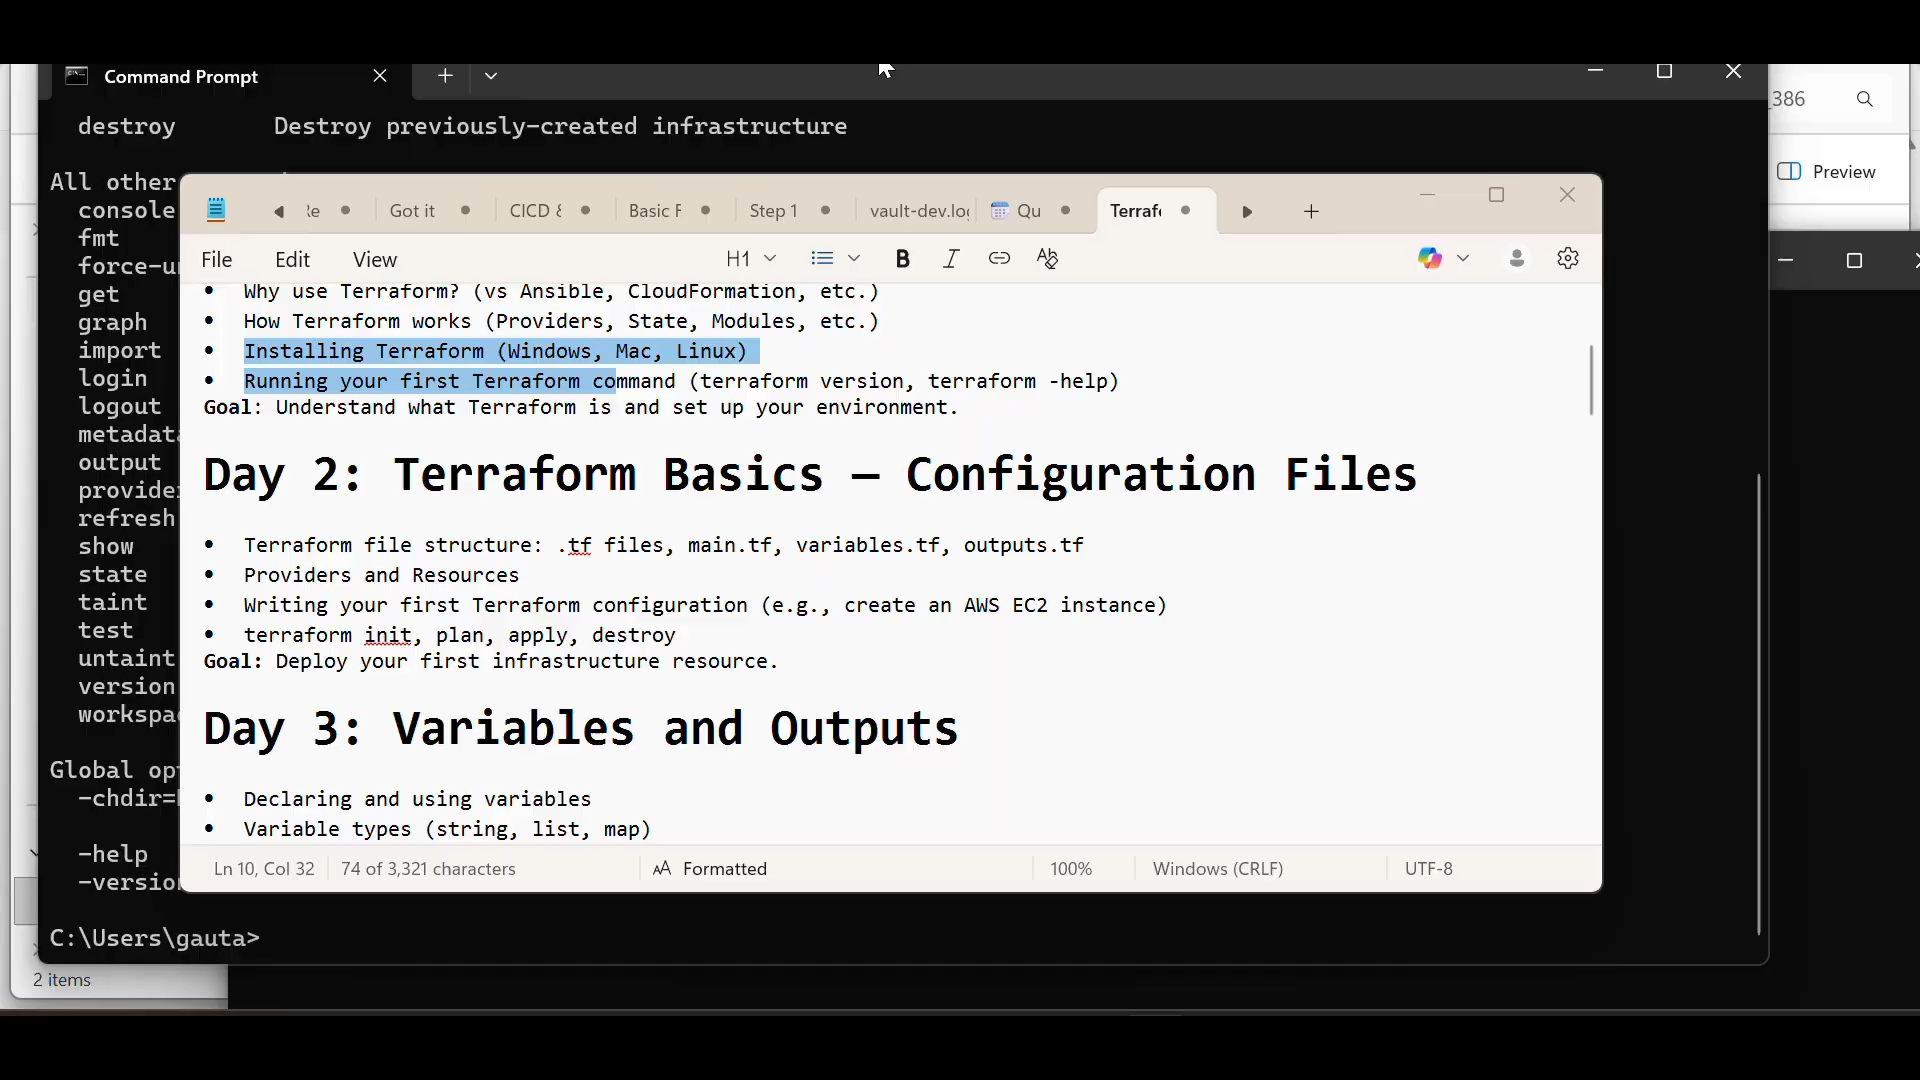 Command Prompt
386
destroy Destroy previously-created infrastructure
All other
console
fmt
get
graph
import
login
logout
output
refresh
show
state
taint
test
untaint
version
Preview
Got it
CICD &
Step 1
vault-dev.log
Qu
File Edit View H1 B I
• Why use Terraform? (vs Ansible, CloudFormation, etc.)
• How Terraform works (Providers, State, Modules, etc.)
• Installing Terraform (Windows, Mac, Linux)
• Running your first Terraform command (terraform version, terraform -help)
Goal: Understand what Terraform is and set up your environment.
Day 2: Terraform Basics – Configuration Files
• Terraform file structure: .tf files, main.tf, variables.tf, outputs.tf
• Providers and Resources
• Writing your first Terraform configuration (e.g., create an AWS EC2 instance)
• terraform init, plan, apply, destroy
Goal: Deploy your first infrastructure resource.
Day 3: Variables and Outputs
• Declaring and using variables
• Variable types (string, list, map)
Ln 10, Col 32 74 of 3,321 characters Formatted 100% Windows (CRLF) UTF-8
Global
-chdir=
-help
-version
C:\Users\gauta>
2 items